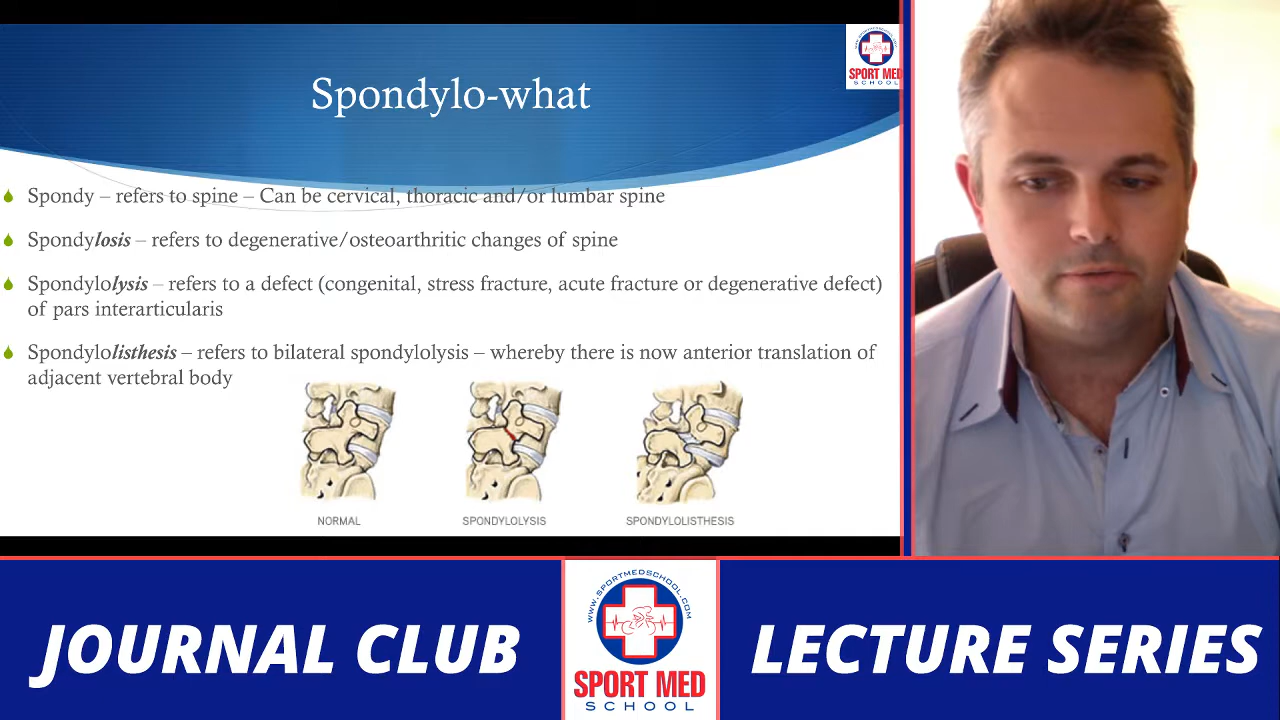 Spondylo-what
SPORT MED
SCHOOL
Spondy – refers to spine – Can be cervical, thoracic and/or lumbar spine
Spondylosis – refers to degenerative/osteoarthritic changes of spine
Spondylolysis – refers to a defect (congenital, stress fracture, acute fracture or degenerative defect)
of pars interarticularis
Spondylolisthesis – refers to bilateral spondylolysis – whereby there is now anterior translation of
adjacent vertebral body
NORMAL
SPONDYLOLYSIS
SPONDYLOLISTHESIS
JOURNAL CLUB
WWW.SPORTMEDSCHOOL.COM
SPORT MED
SCHOOL
LECTURE SERIES